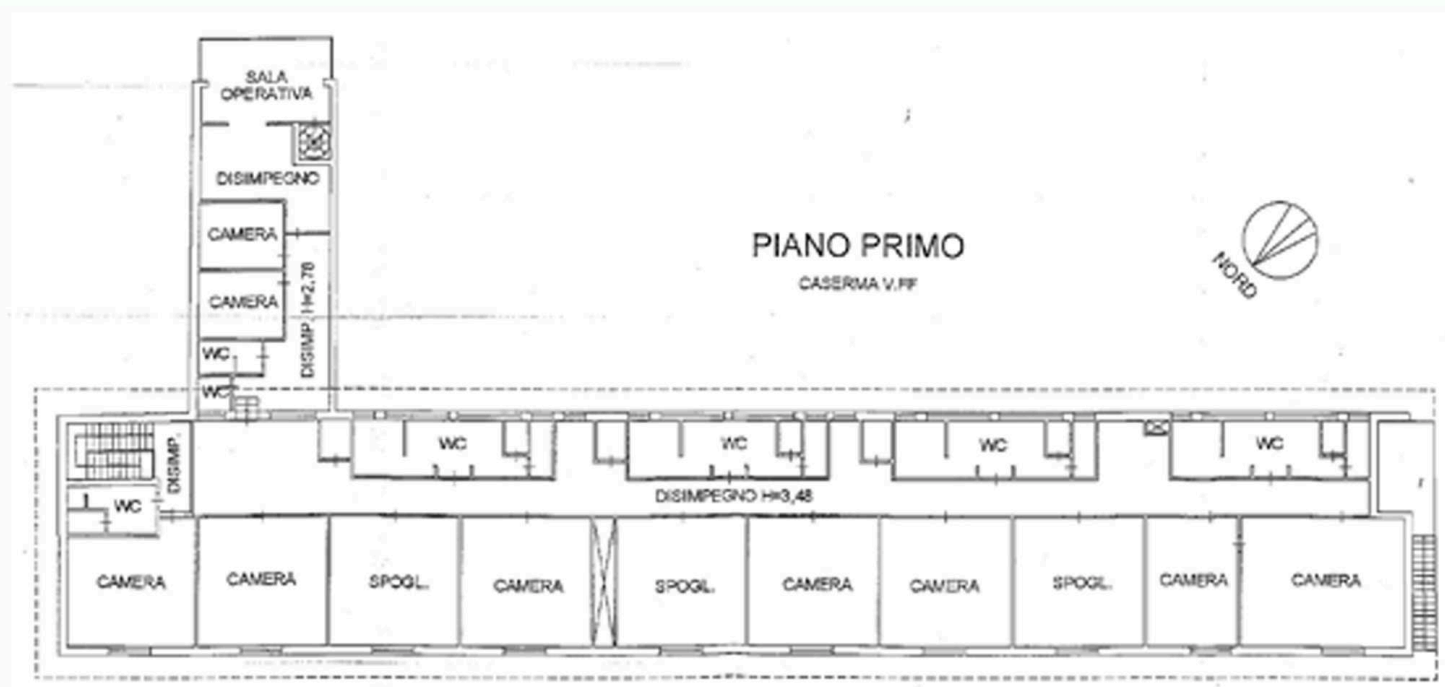 SALA
OPERATIVA
DISIMPEGNO
CAMERA
CAMERA
DISIMP. H=2,78
WC
WC
PIANO PRIMO
CASERMA V.FF
NORD
DISIMP.
WC
WC
WC
WC
WC
DISIMPEGNO H=3,48
CAMERA
CAMERA
SPOGL.
CAMERA
SPOGL.
CAMERA
CAMERA
SPOGL.
CAMERA
CAMERA